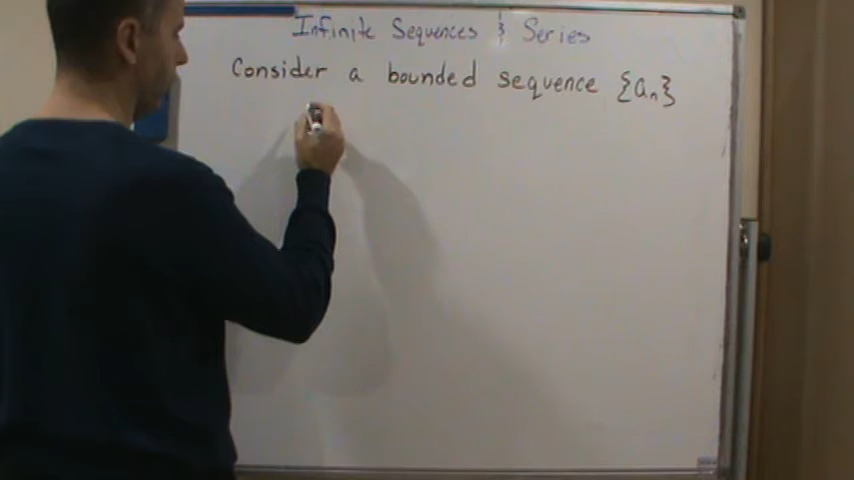 Infinite Sequences & Series
Consider a bounded sequence {aₙ}